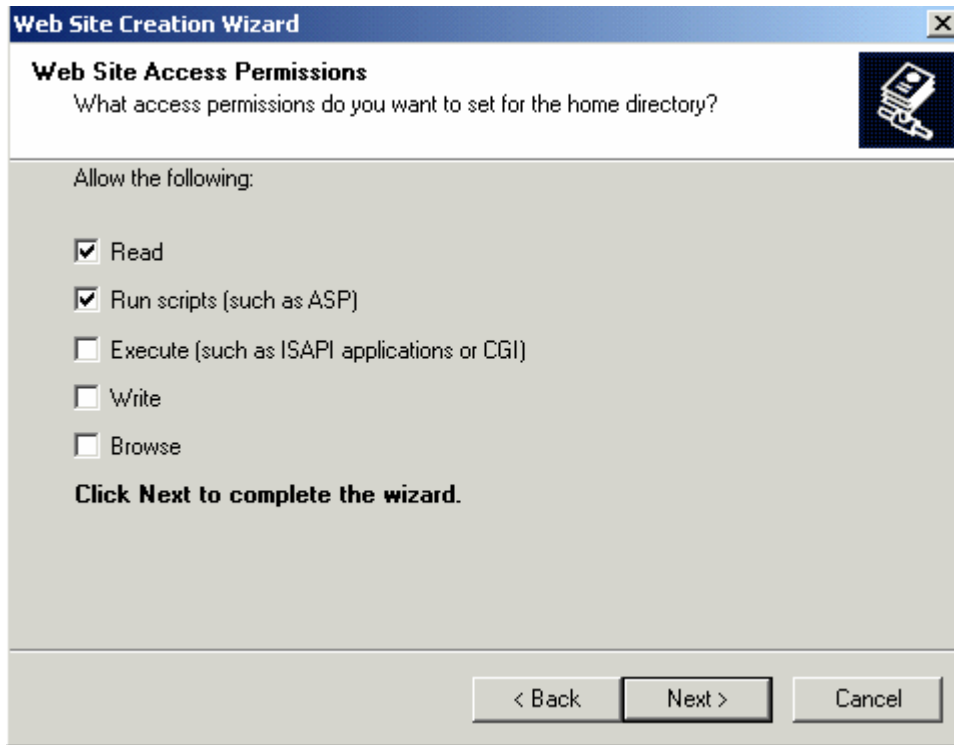 Web Site Creation Wizard
Web Site Access Permissions
What access permissions do you want to set for the home directory?
Allow the following:
Read
Run scripts (such as ASP)
Execute (such as ISAPI applications or CGI)
Write
Browse
Click Next to complete the wizard.
< Back Next > Cancel